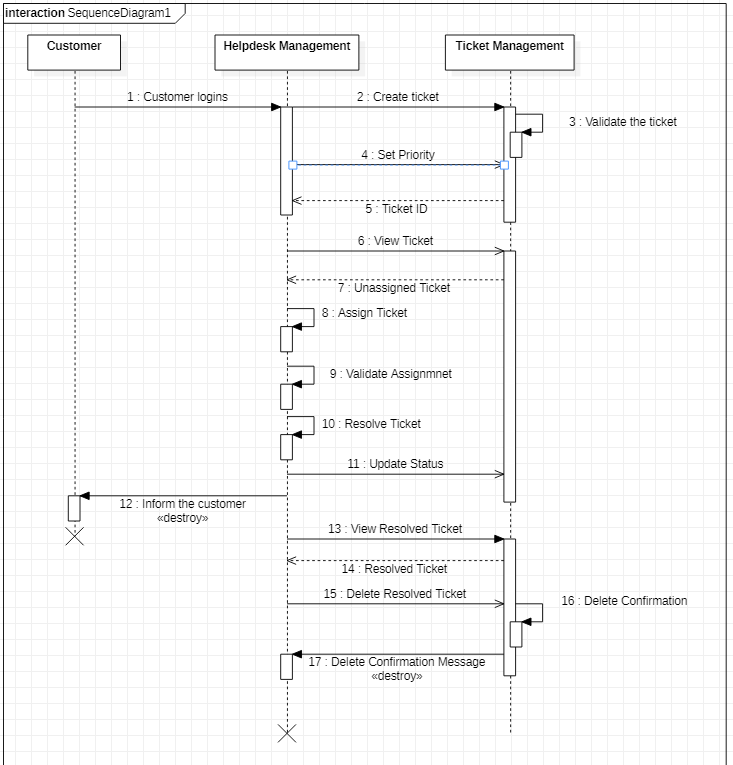 interaction SequenceDiagram1
Customer
Helpdesk Management
Ticket Management
1 : Customer logins
2 : Create ticket
3 : Validate the ticket
4 : Set Priority
5 : Ticket ID
6 : View Ticket
7 : Unassigned Ticket
8 : Assign Ticket
9 : Validate Assignmnet
10 : Resolve Ticket
11 : Update Status
12 : Inform the customer
«destroy»
13 : View Resolved Ticket
14 : Resolved Ticket
15 : Delete Resolved Ticket
16 : Delete Confirmation
17 : Delete Confirmation Message
«destroy»